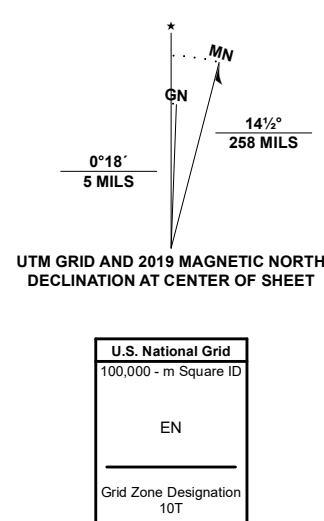 ★
MN
GN
14½°
258 MILS
0°18´
5 MILS
UTM GRID AND 2019 MAGNETIC NORTH
DECLINATION AT CENTER OF SHEET
U.S. National Grid
100,000 - m Square ID
EN
Grid Zone Designation
10T